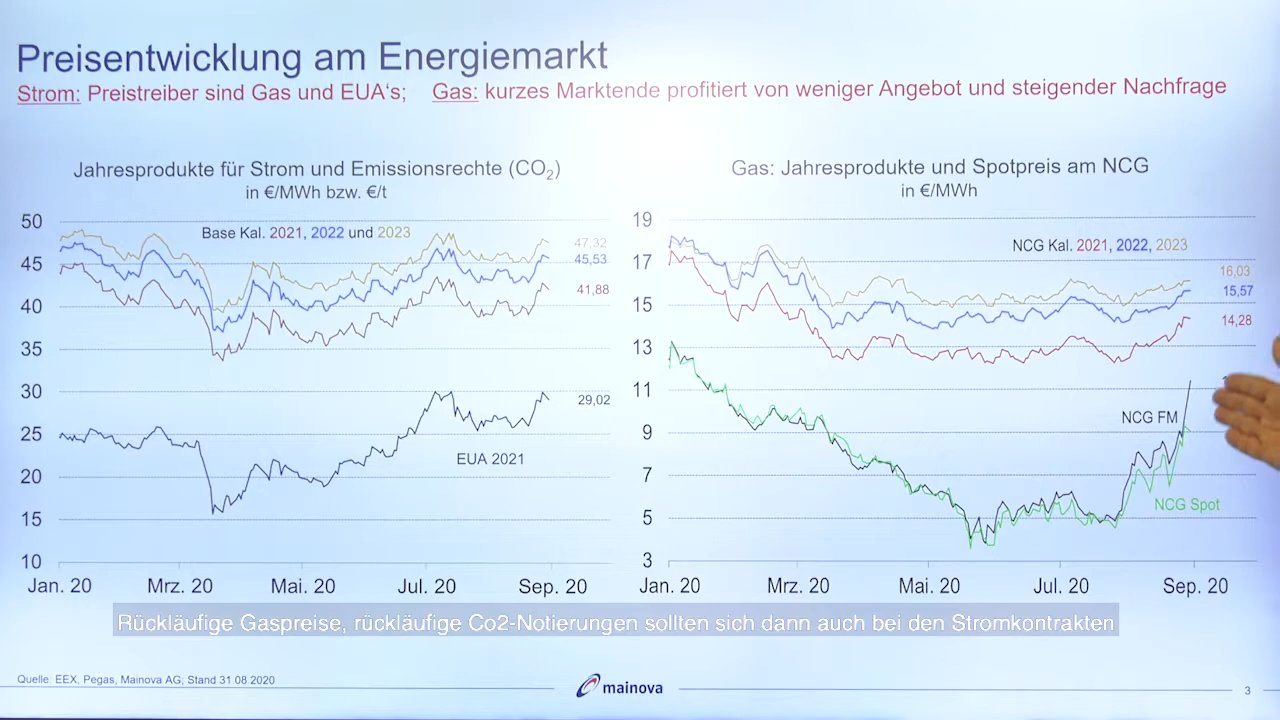 Preisentwicklung am Energiemarkt
Strom: Preistreiber sind Gas und EUA's; Gas: kurzes Marktende profitiert von weniger Angebot und steigender Nachfrage
Jahresprodukte für Strom und Emissionsrechte (CO2)
in €/MWh bzw. €/t
50
45
40
35
30
25
20
15
10
Base Kal. 2021, 2022 und 2023
47,32
45,53
41,88
29,02
EUA 2021
Jan. 20 Mrz. 20 Mai. 20 Jul. 20 Sep. 20
Gas: Jahresprodukte und Spotpreis am NCG
in €/MWh
19
17
15
13
11
9
7
5
3
NCG Kal. 2021, 2022, 2023
16,03
15,57
14,28
NCG FM
NCG Spot
Jan. 20 Mrz. 20 Mai. 20 Jul. 20 Sep. 20
Rückläufige Gaspreise, rückläufige Co2-Notierungen sollten sich dann auch bei den Stromkontrakten
Quelle: EEX, Pegas, Mainova AG; Stand 31.08.2020
mainova
3